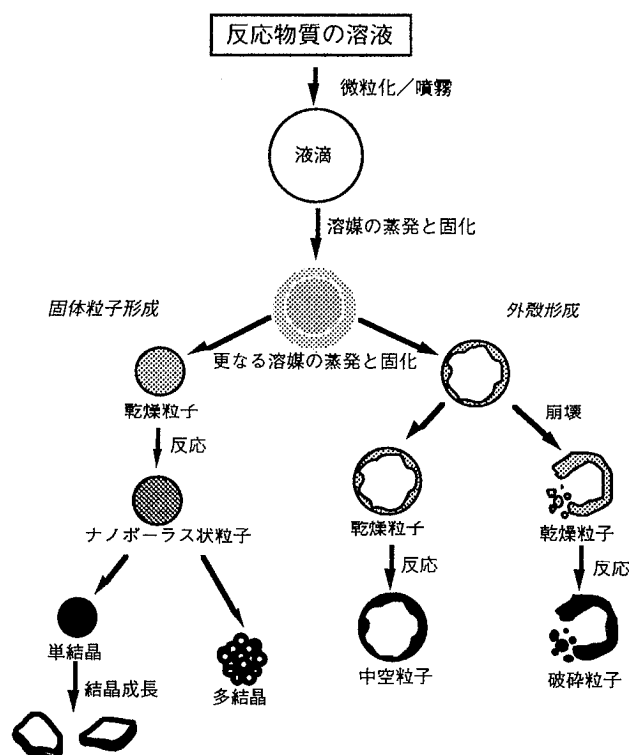 反応物質の溶液
微粒化／噴霧
液滴
溶媒の蒸発と固化
固体粒子形成
外殻形成
更なる溶媒の蒸発と固化
乾燥粒子
崩壊
反応
乾燥粒子
乾燥粒子
ナノポーラス状粒子
反応
反応
単結晶
多結晶
中空粒子
破砕粒子
結晶成長